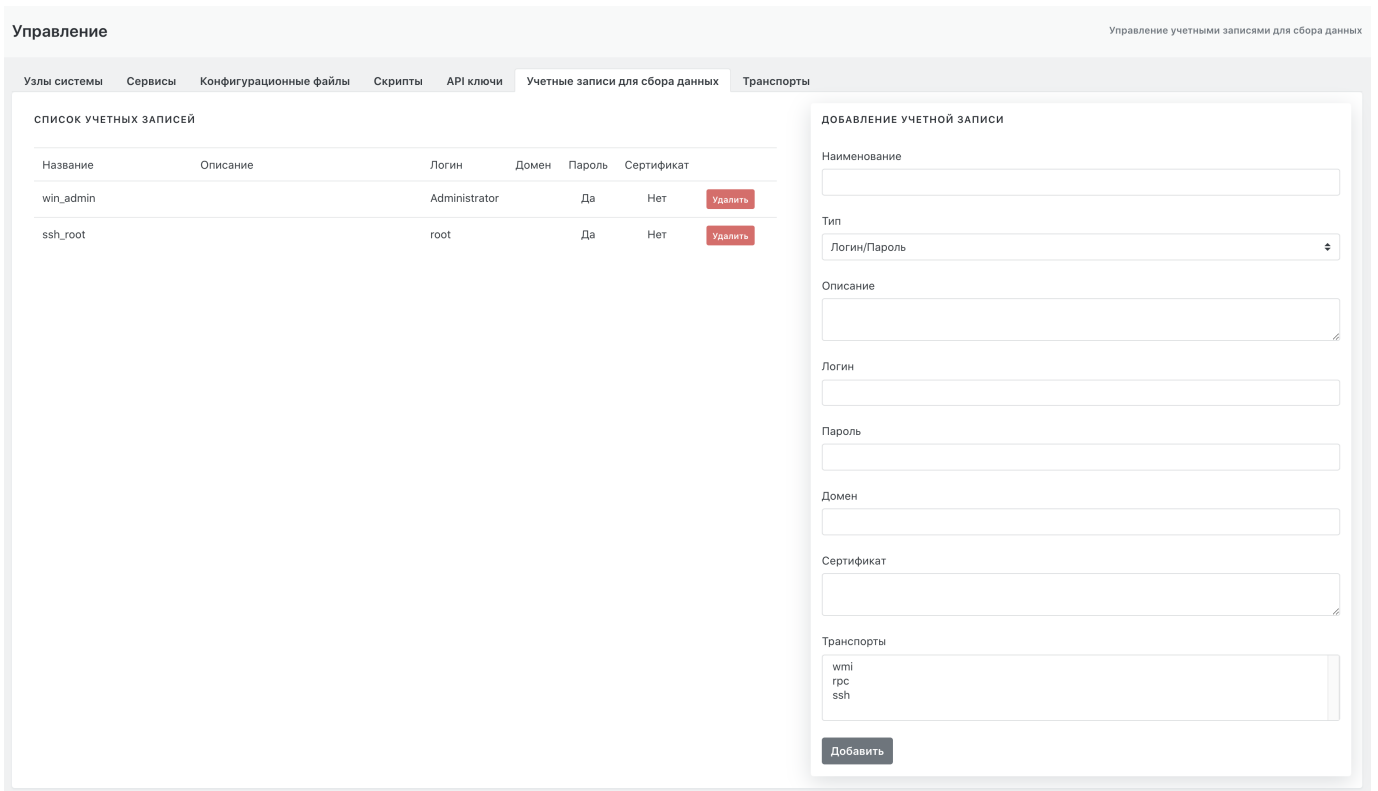 Управление
Управление учетными записями для сбора данных
Узлы системы Сервисы Конфигурационные файлы Скрипты API ключи Учетные записи для сбора данных Транспорты
СПИСОК УЧЕТНЫХ ЗАПИСЕЙ
Название Описание Логин Домен Пароль Сертификат
win_admin Administrator Да Нет Удалить
ssh_root root Да Нет Удалить
ДОБАВЛЕНИЕ УЧЕТНОЙ ЗАПИСИ
Наименование
Тип
Логин/Пароль
Описание
Логин
Пароль
Домен
Сертификат
Транспорты
wmi
rpc
ssh
Добавить